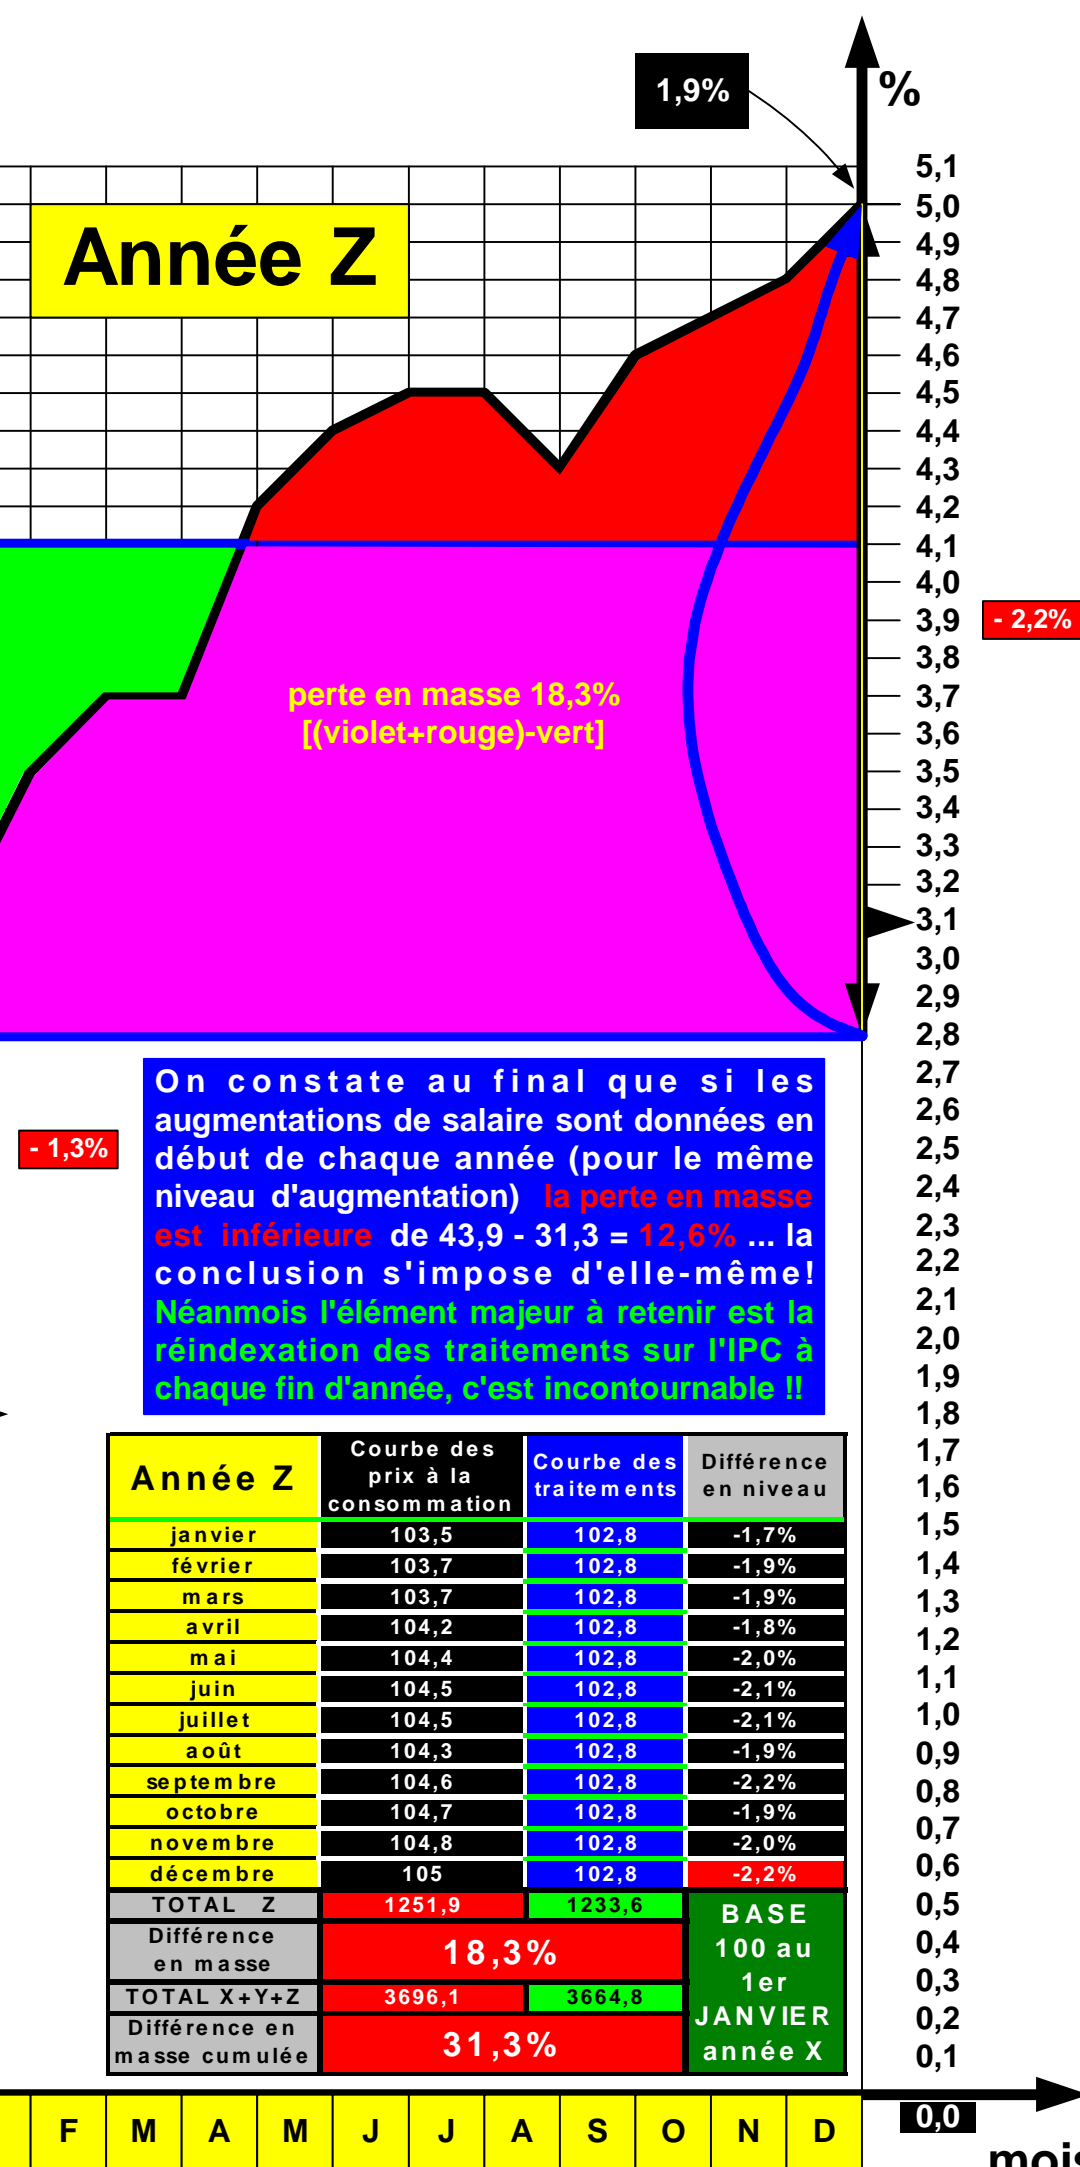 1,9%
%
5,1
5,0
Année Z
4,9
4,8
4,7
4,6
4,5
4,4
4,3
4,2
4,1
4,0
3,9
- 2,2%
3,8
perte en masse 18,3%
3,7
[(violet+rouge)-vert]
3,6
3,5
3,4
3,3
3,2
3,1
3,0
2,9
2,8
2,7
2,6
2,5
2,4
2,3
2,2
2,1
2,0
1,9
1,8
1,7
1,6
1,5
1,4
1,3
1,2
1,1
1,0
0,9
0,8
0,7
0,6
0,5
0,4
0,3
0,2
0,1
0,0
- 1,3%
On constate au final que si les
augmentations de salaire sont données en
début de chaque année (pour le même
niveau d'augmentation) la perte en masse
est inférieure de 43,9 - 31,3 = 12,6% ... la
conclusion s'impose d'elle-même!
Néanmois l'élément majeur à retenir est la
réindexation des traitements sur l'IPC à
chaque fin d'année, c'est incontournable !!
Année Z
Courbe des
prix à la
consommation
Courbe des
traitements
Différence
en niveau
janvier 103,5 102,8 -1,7%
février 103,7 102,8 -1,9%
mars 103,7 102,8 -1,9%
avril 104,2 102,8 -1,8%
mai 104,4 102,8 -2,0%
juin 104,5 102,8 -2,1%
juillet 104,5 102,8 -2,1%
août 104,3 102,8 -1,9%
septembre 104,6 102,8 -2,2%
octobre 104,7 102,8 -1,9%
novembre 104,8 102,8 -2,0%
décembre 105 102,8 -2,2%
TOTAL Z 1251,9 1233,6
Différence
en masse
18,3%
TOTAL X+Y+Z 3696,1 3664,8
Différence en
masse cumulée
31,3%
BASE
100 au
1er
JANVIER
année X
F M A M J J A S O N D
mois